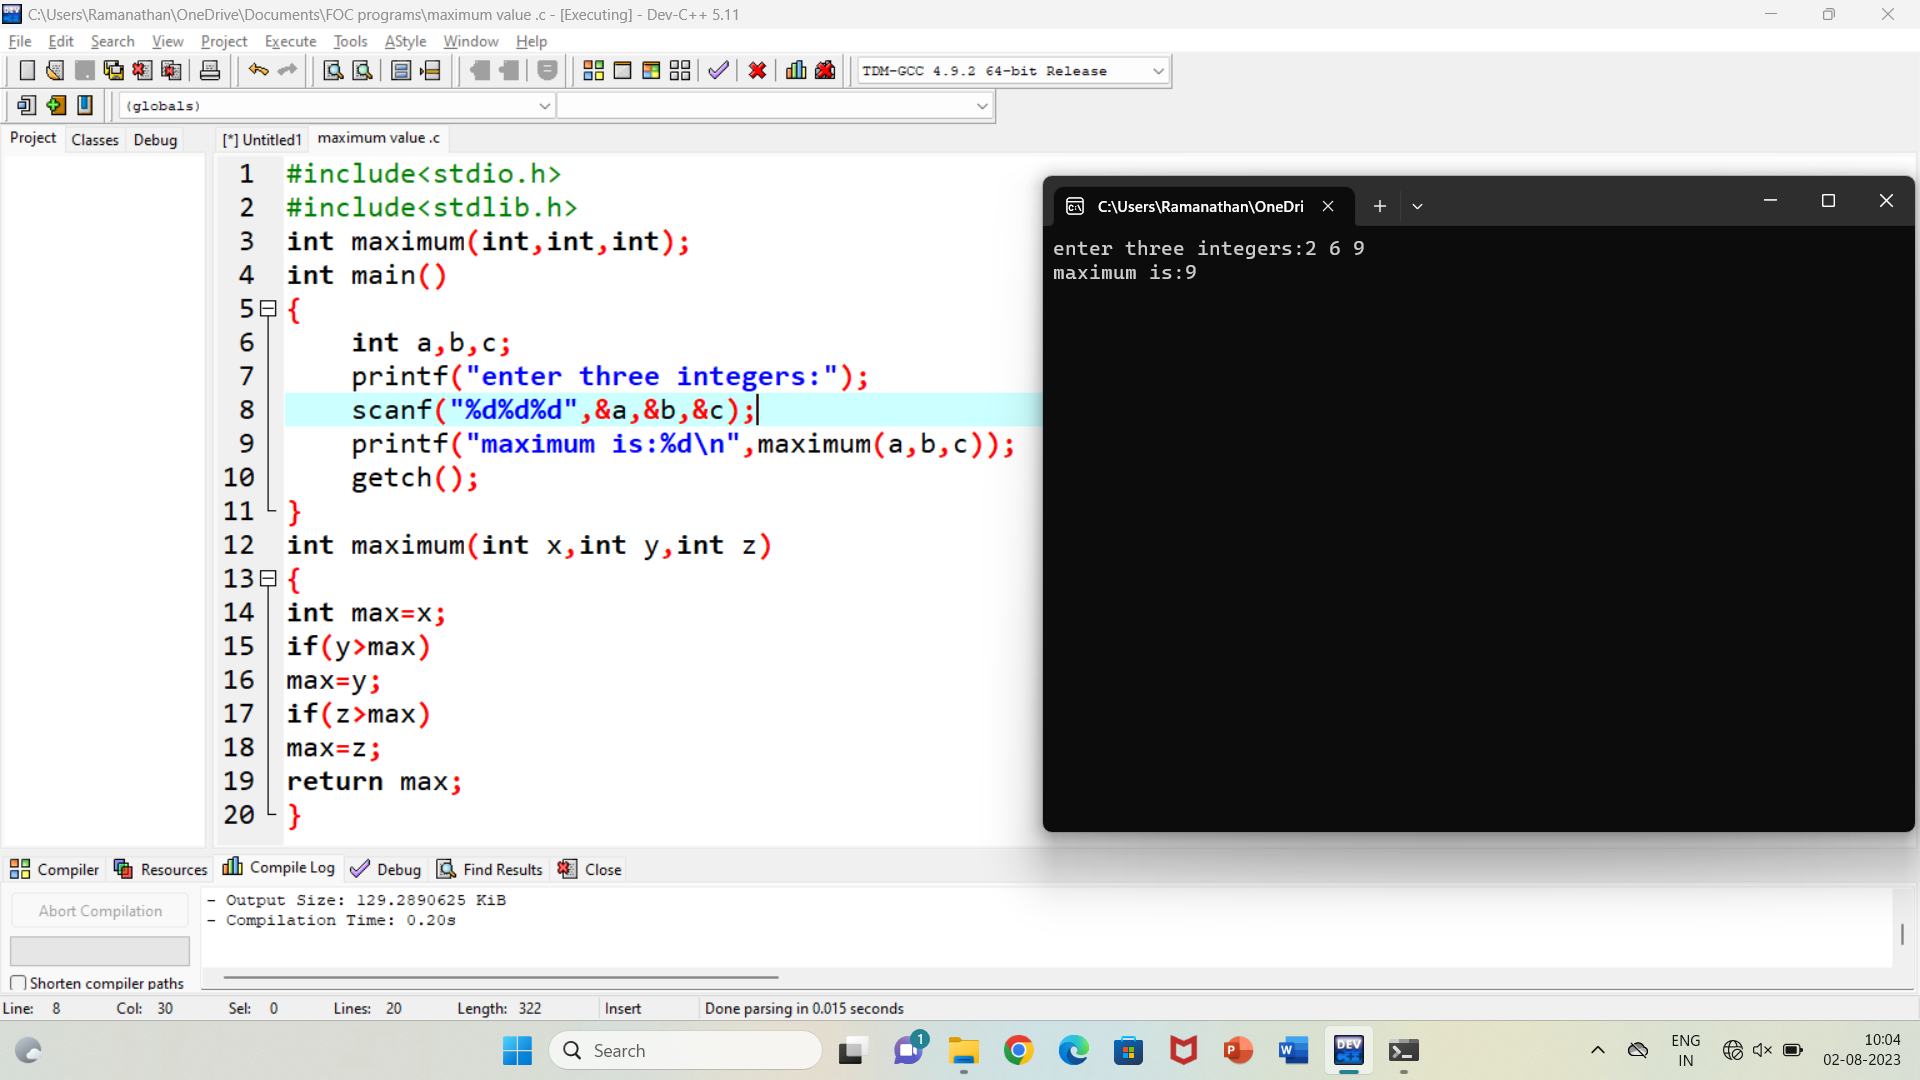 C:\Users\Ramanathan\OneDrive\Documents\FOC programs\maximum value .c - [Executing] - Dev-C++ 5.11
File Edit Search View Project Execute Tools AStyle Window Help
TDM-GCC 4.9.2 64-bit Release
(globals)
Project Classes Debug [*] Untitled1 maximum value .c
1 #include<stdio.h>
2 #include<stdlib.h>
3 int maximum(int,int,int);
4 int main()
5 {
6 int a,b,c;
7 printf("enter three integers:");
8 scanf("%d%d%d",&a,&b,&c);
9 printf("maximum is:%d\n",maximum(a,b,c));
10 getch();
11 }
12 int maximum(int x,int y,int z)
13 {
14 int max=x;
15 if(y>max)
16 max=y;
17 if(z>max)
18 max=z;
19 return max;
20 }
C:\Users\Ramanathan\OneDri
enter three integers:2 6 9
maximum is:9
Compiler Resources Compile Log Debug Find Results Close
Abort Compilation
Shorten compiler paths
- Output Size: 129.2890625 KiB
- Compilation Time: 0.20s
Line: 8 Col: 30 Sel: 0 Lines: 20 Length: 322 Insert Done parsing in 0.015 seconds
Search
1
P
W
DEV
C++
ENG
IN
10:04
02-08-2023